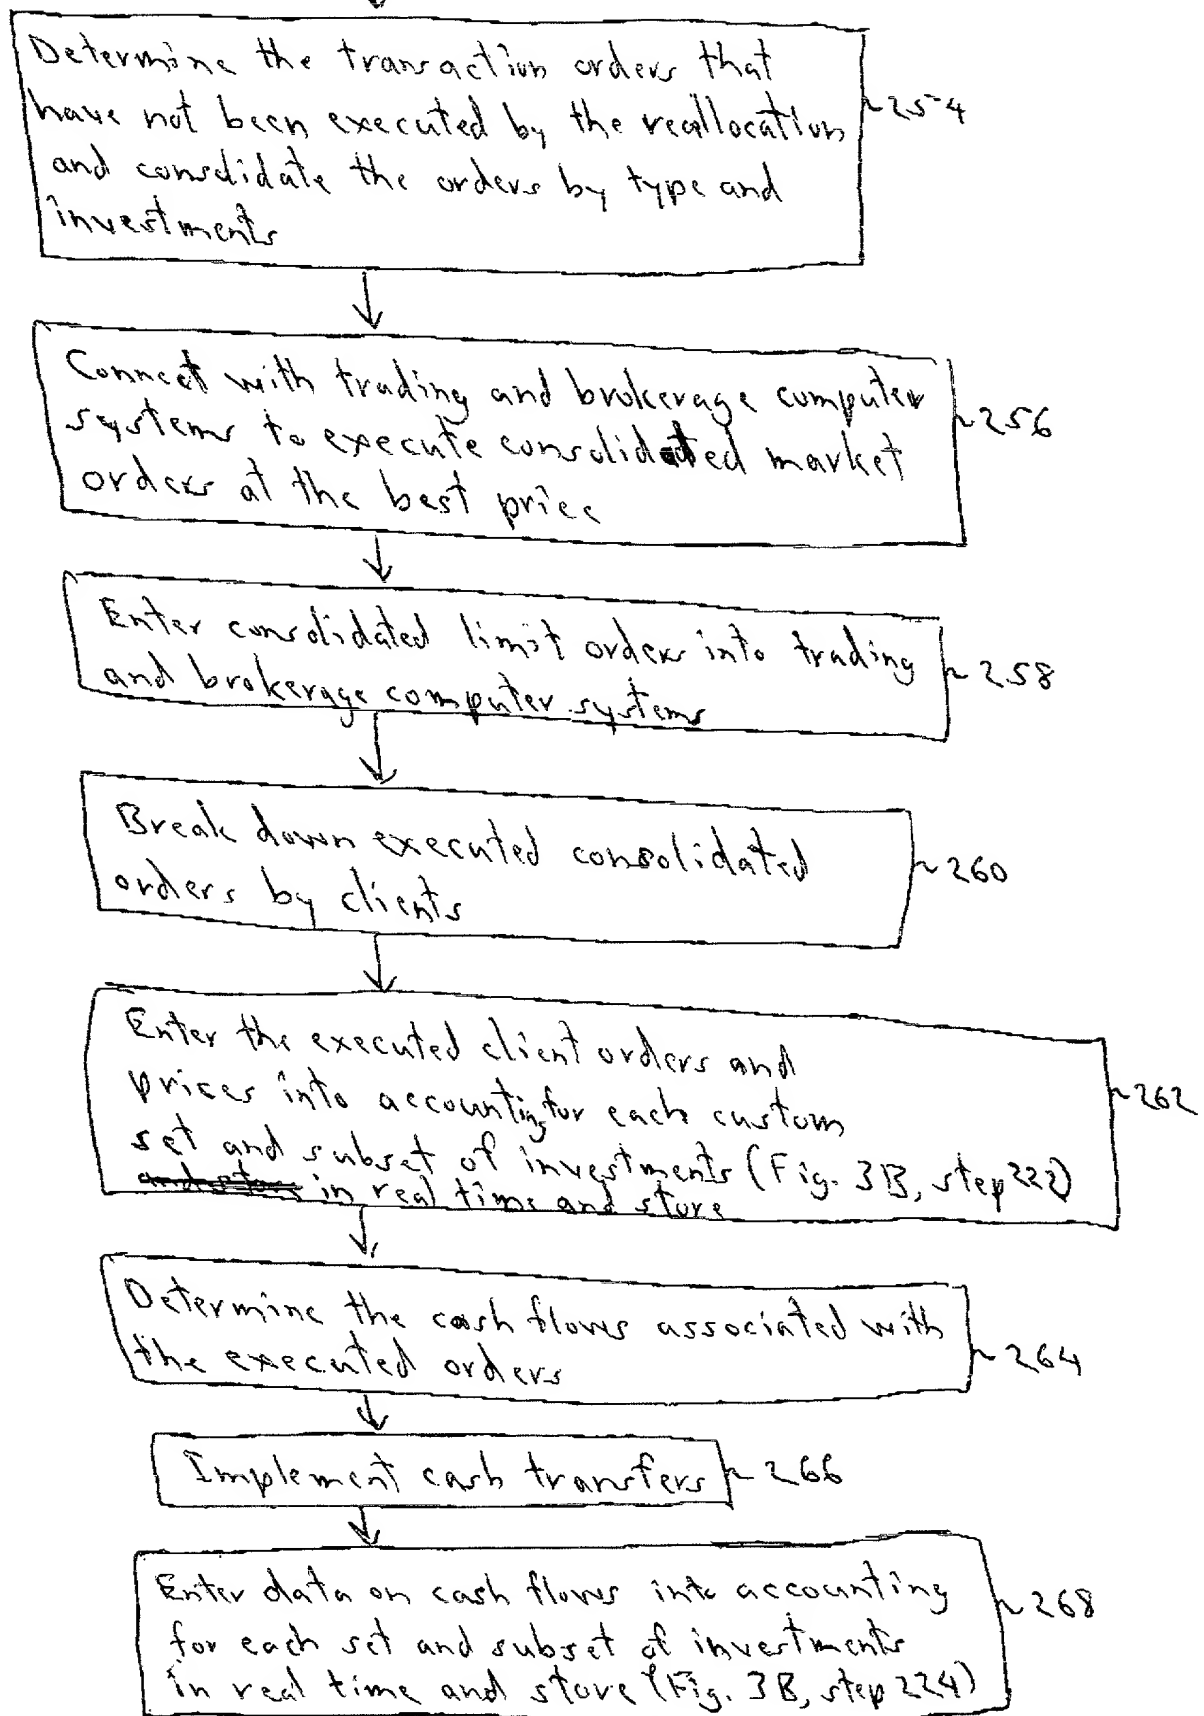 Determine the transaction orders that
have not been executed by the reallocation
and consolidate the orders by type and
investments
~254
Connect with trading and brokerage computer
systems to execute consolidated market
orders at the best price
~256
Enter consolidated limit orders into trading
and brokerage computer systems
~258
Break down executed consolidated
orders by clients
~260
Enter the executed client orders and
prices into accounting for each custom
set and subset of investments (Fig. 3B, step 222)
in real time and store
~262
Determine the cash flows associated with
the executed orders
~264
Implement cash transfers
~266
Enter data on cash flows into accounting
for each set and subset of investments
in real time and store (Fig. 3B, step 224)
~268